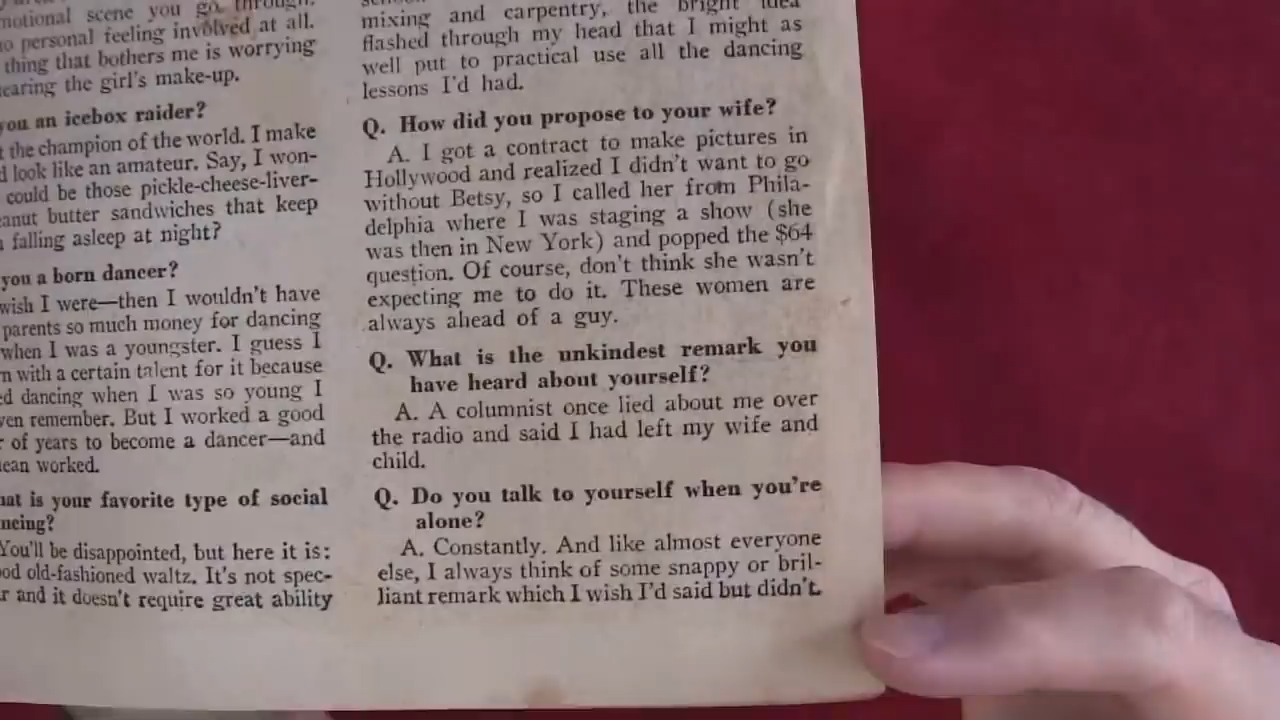 motional scene you go through.
no personal feeling involved at all.
thing that bothers me is worrying
earing the girl's make-up.
you an icebox raider?
the champion of the world. I make
look like an amateur. Say, I won-
could be those pickle-cheese-liver-
anut butter sandwiches that keep
falling asleep at night?
you a born dancer?
wish I were—then I wouldn't have
parents so much money for dancing
when I was a youngster. I guess I
n with a certain talent for it because
ed dancing when I was so young I
ven remember. But I worked a good
r of years to become a dancer—and
ean worked.
hat is your favorite type of social
ncing?
You'll be disappointed, but here it is:
od old-fashioned waltz. It's not spec-
r and it doesn't require great ability
mixing and carpentry, the bright idea
flashed through my head that I might as
well put to practical use all the dancing
lessons I'd had.
Q. How did you propose to your wife?
A. I got a contract to make pictures in
Hollywood and realized I didn't want to go
without Betsy, so I called her from Phila-
delphia where I was staging a show (she
was then in New York) and popped the $64
question. Of course, don't think she wasn't
expecting me to do it. These women are
always ahead of a guy.
Q. What is the unkindest remark you
have heard about yourself?
A. A columnist once lied about me over
the radio and said I had left my wife and
child.
Q. Do you talk to yourself when you're
alone?
A. Constantly. And like almost everyone
else, I always think of some snappy or bril-
liant remark which I wish I'd said but didn't.